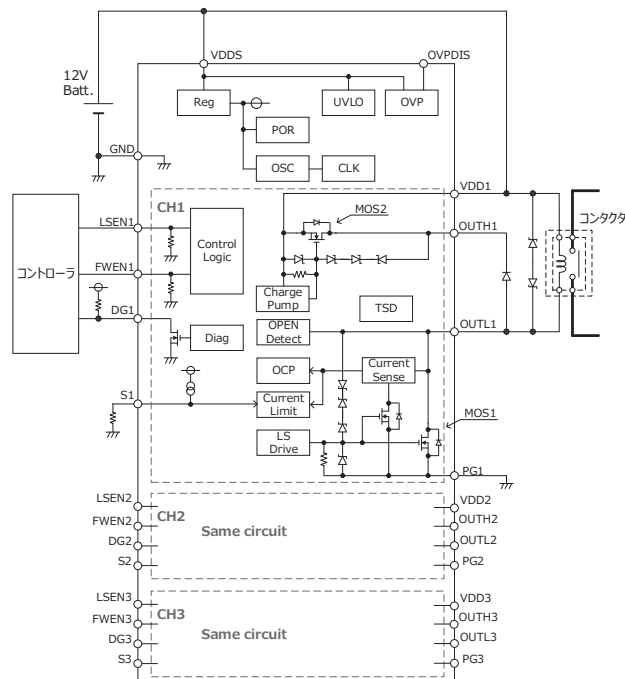 VDDS
OVPDIS
12V
Batt.
Reg
UVLO
OVP
POR
GND
OSC
CLK
CH1
VDD1
MOS2
コンタクタ
LSEN1
OUTH1
Control
Logic
コントローラ
FWEN1
Charge
Pump
TSD
DG1
Diag
OPEN
Detect
OUTL1
OCP
Current
Sense
S1
Current
Limit
MOS1
LS
Drive
PG1
LSEN2
VDD2
FWEN2
CH2
Same circuit
OUTH2
DG2
OUTL2
S2
PG2
LSEN3
VDD3
FWEN3
CH3
Same circuit
OUTH3
DG3
OUTL3
S3
PG3